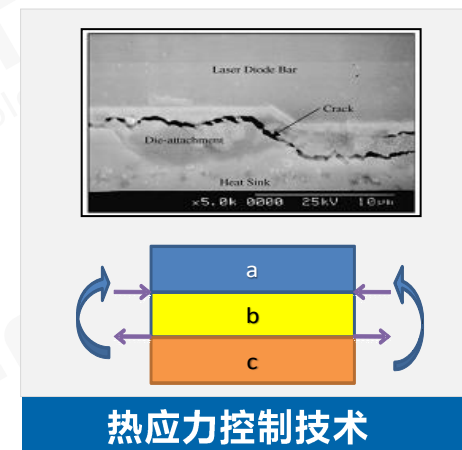 Laser Diode Bar
Crack
Die-attachment
Heat Sink
×5.0k 0000 25kV 10μm
a
b
c
热应力控制技术